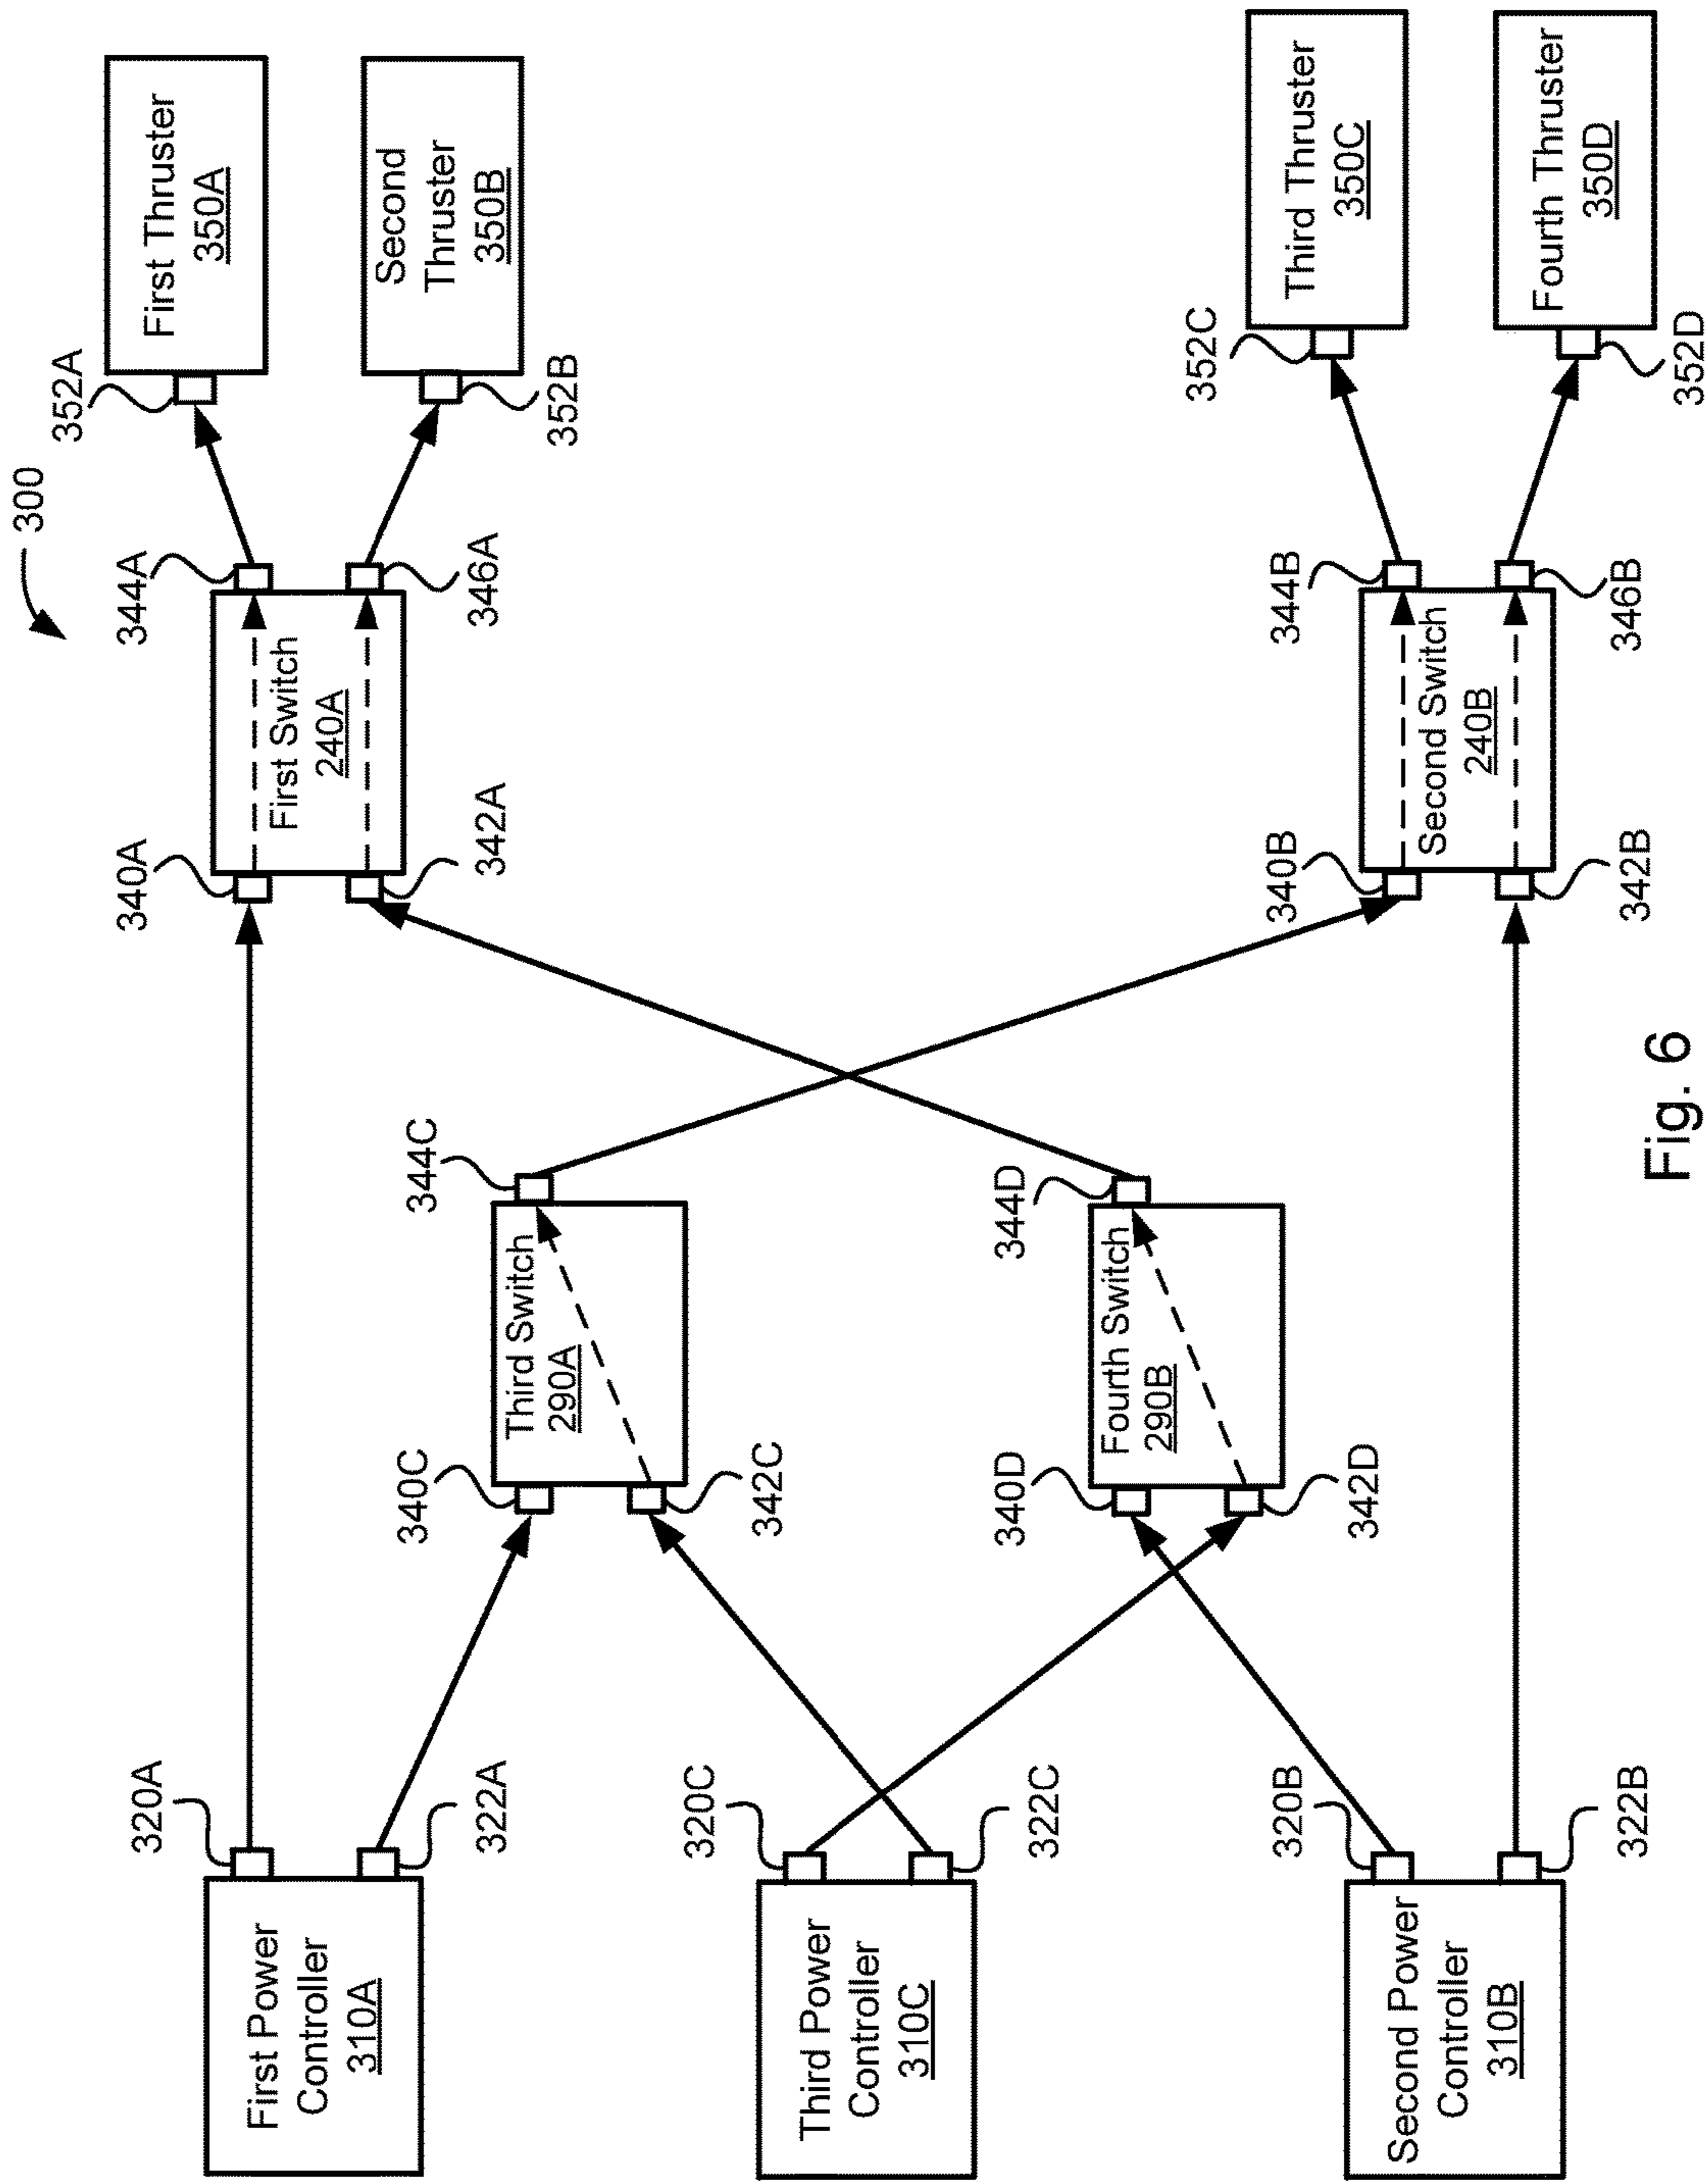 300
First Power
Controller
310A
320A
322A
Third Power
Controller
310C
320C
322C
Second Power
Controller
310B
320B
322B
340C
342C
Third Switch
290A
344C
340D
342D
Fourth Switch
290B
344D
340A
342A
First Switch
240A
344A
346A
340B
342B
Second Switch
240B
344B
346B
352A
First Thruster
350A
352B
Second
Thruster
350B
352C
Third Thruster
350C
352D
Fourth Thruster
350D
Fig. 6